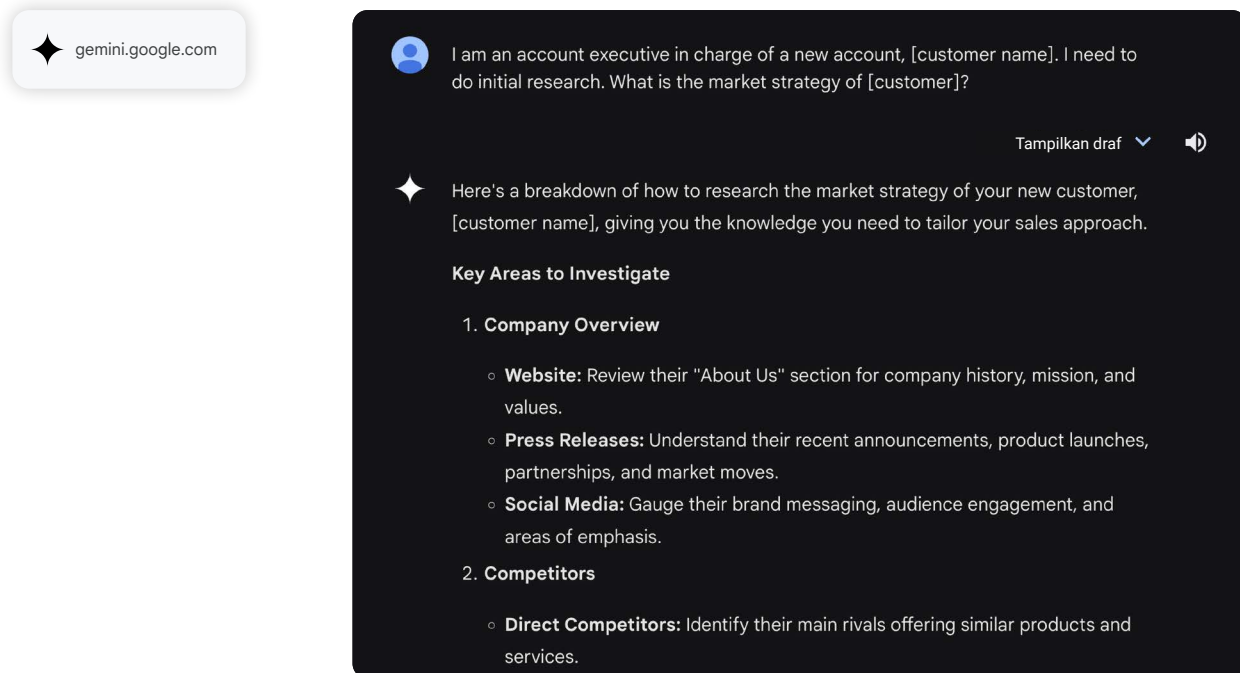 gemini.google.com
I am an account executive in charge of a new account, [customer name]. I need to
do initial research. What is the market strategy of [customer]?
Tampilkan draf
Here's a breakdown of how to research the market strategy of your new customer,
[customer name], giving you the knowledge you need to tailor your sales approach.
Key Areas to Investigate
1. Company Overview
◦ Website: Review their "About Us" section for company history, mission, and
values.
◦ Press Releases: Understand their recent announcements, product launches,
partnerships, and market moves.
◦ Social Media: Gauge their brand messaging, audience engagement, and
areas of emphasis.
2. Competitors
◦ Direct Competitors: Identify their main rivals offering similar products and
services.